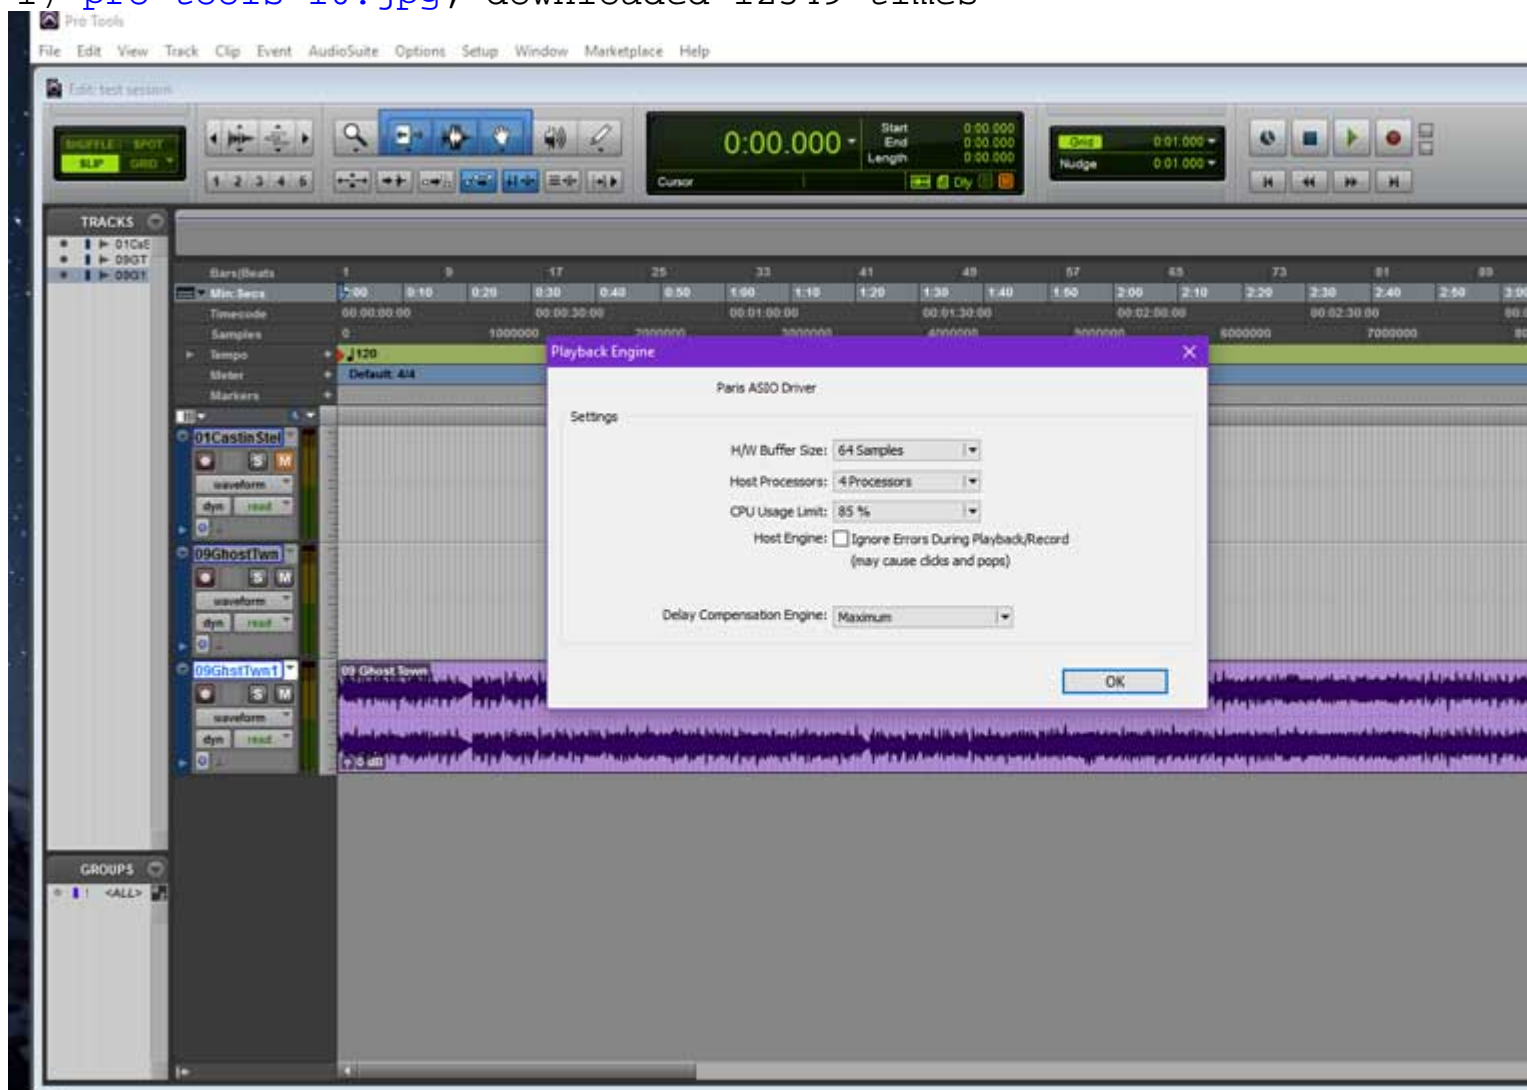 Pro Tools
File Edit View Track Clip Event AudioSuite Options Setup Window Marketplace Help
Edit: test session
SHUFFLE SPOT
SLIP GRID
1 2 3 4 5
0:00.000
Start 0:00.000
End 0:00.000
Length 0:00.000
Cursor
Dly
Grid 0:01.000
Nudge 0:01.000
TRACKS
01CsS
09GT
09GT
Bars|Beats 1 9 17 25 33 41 49 57 65 73 81 89
Min:Secs 0:00 0:10 0:20 0:30 0:40 0:50 1:00 1:10 1:20 1:30 1:40 1:50 2:00 2:10 2:20 2:30 2:40 2:50 3:00
Timecode 00:00:00:00 00:00:30:00 00:01:00:00 00:01:30:00 00:02:00:00 00:02:30:00
Samples 0 1000000 2000000 3000000 4000000 5000000 6000000 7000000
Tempo 120
Meter Default: 4/4
Markers
Playback Engine
Paris ASIO Driver
Settings
H/W Buffer Size: 64 Samples
Host Processors: 4 Processors
CPU Usage Limit: 85 %
Host Engine: Ignore Errors During Playback/Record
(may cause clicks and pops)
Delay Compensation Engine: Maximum
OK
01CastinStel
S M
waveform
dyn read
09GhostTwn
S M
waveform
dyn read
09GhstTwn1
S M
waveform
dyn read
09 Ghost Town
0 dB
GROUPS
! <ALL>